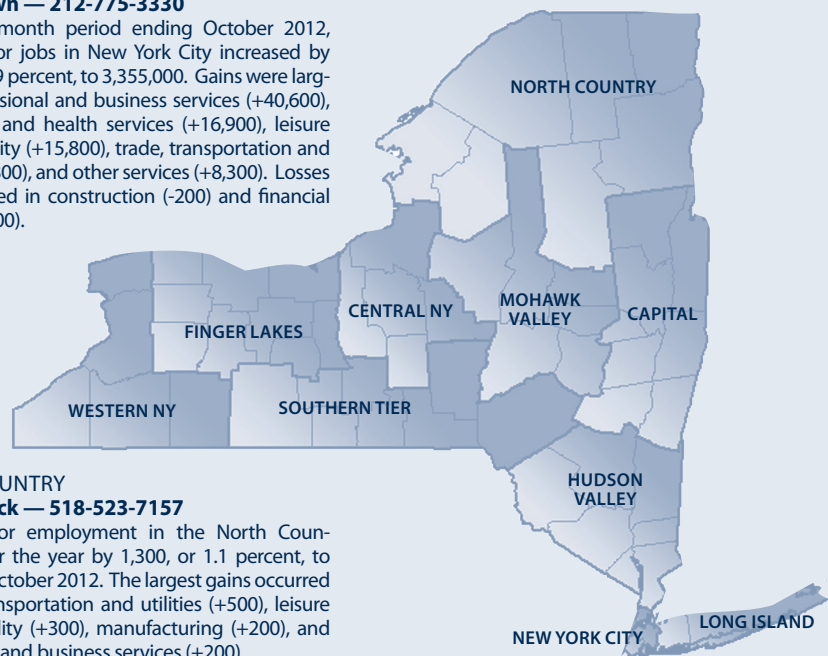 wn — 212-775-3330
month period ending October 2012,
or jobs in New York City increased by
9 percent, to 3,355,000. Gains were larg-
sional and business services (+40,600),
and health services (+16,900), leisure
ity (+15,800), trade, transportation and
00), and other services (+8,300). Losses
ed in construction (-200) and financial
00).
NORTH COUNTRY
FINGER LAKES
CENTRAL NY
MOHAWK
VALLEY
CAPITAL
WESTERN NY
SOUTHERN TIER
HUDSON
VALLEY
NEW YORK CITY
LONG ISLAND
UNTRY
ck — 518-523-7157
or employment in the North Coun-
r the year by 1,300, or 1.1 percent, to
ctober 2012. The largest gains occurred
nsportation and utilities (+500), leisure
lity (+300), manufacturing (+200), and
and business services (+200).